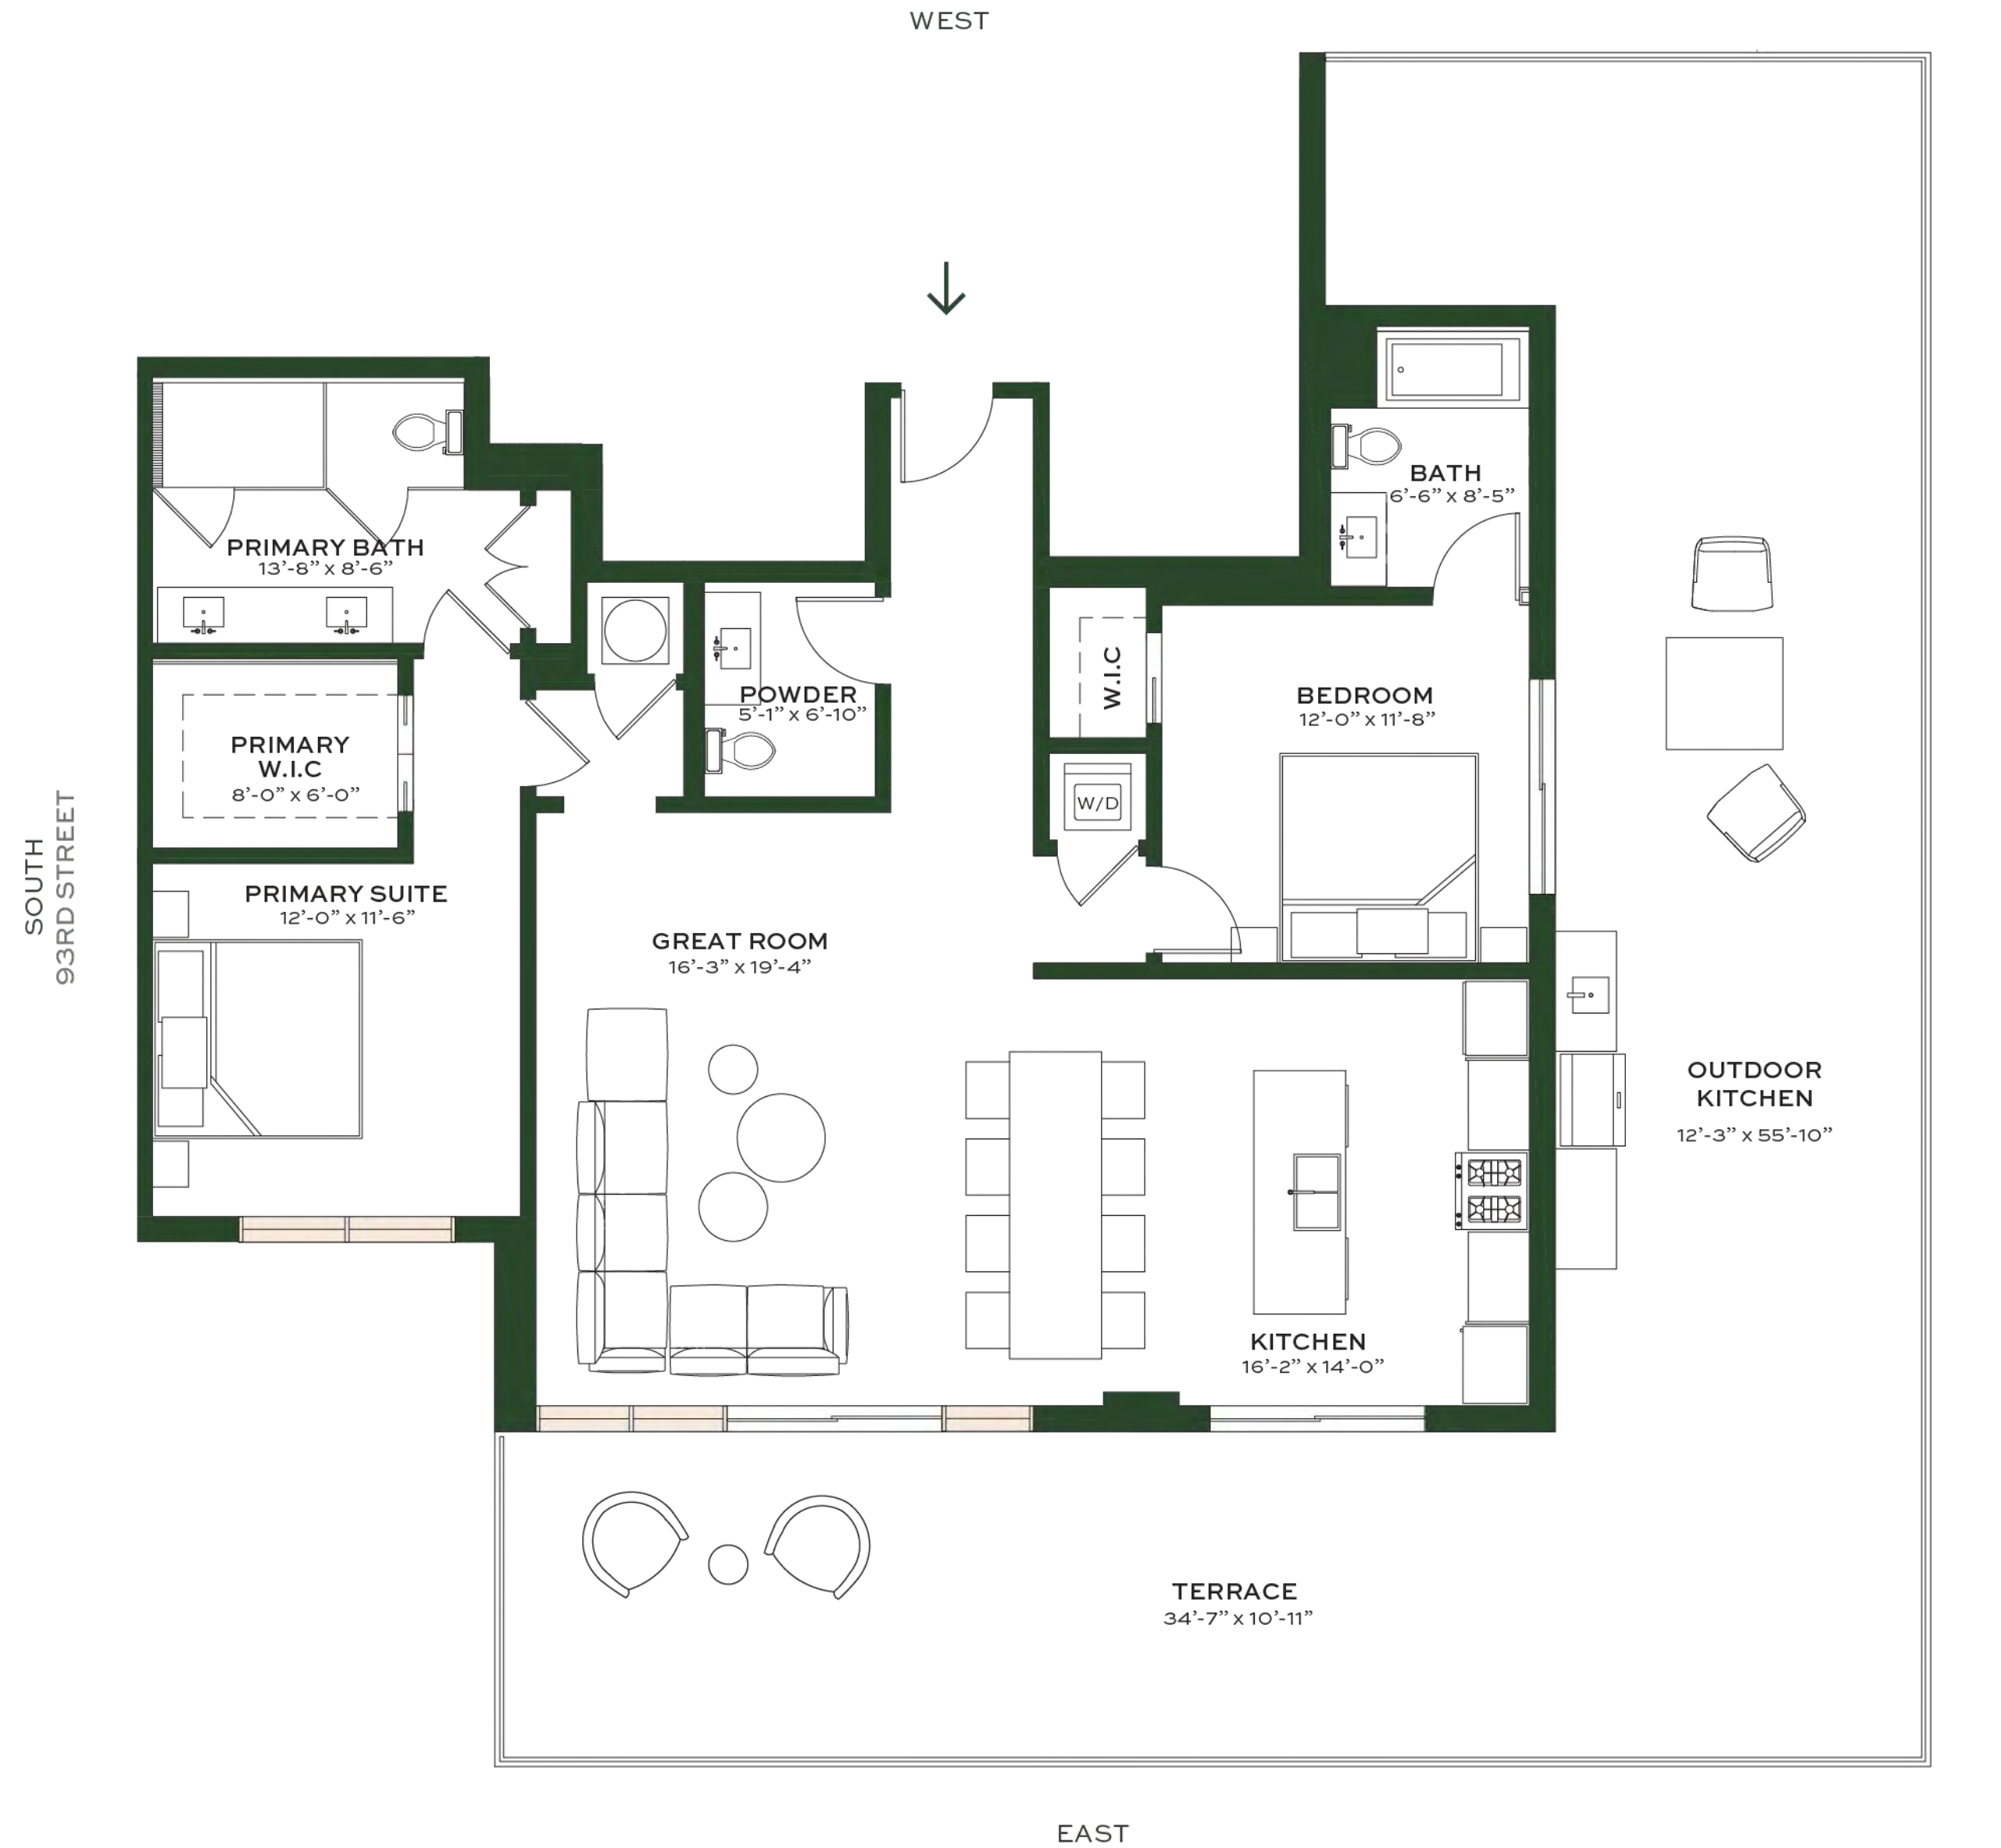 WEST
BATH
6'-6" x 8'-5"
PRIMARY BATH
13'-8" x 8'-6"
POWDER
5'-1" x 6'-10"
W.I.C
BEDROOM
12'-0" x 11'-8"
PRIMARY
W.I.C
8'-0" x 6'-0"
W/D
SOUTH
93RD STREET
PRIMARY SUITE
12'-0" x 11'-6"
GREAT ROOM
16'-3" x 19'-4"
OUTDOOR
KITCHEN
12'-3" x 55'-10"
KITCHEN
16'-2" x 14'-0"
TERRACE
34'-7" x 10'-11"
EAST